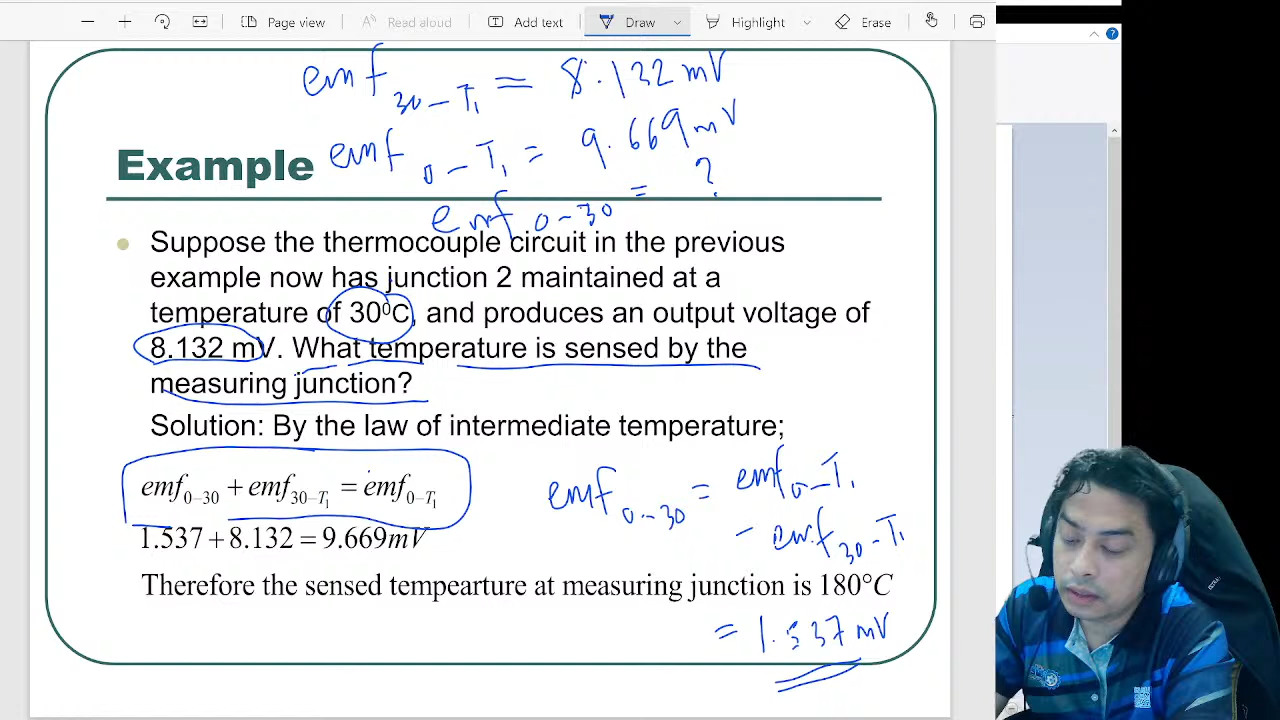 Page view
Read aloud
Add text
Draw
Highlight
Erase
emf 30-T1 = 8.132 mV
emf 0-T1 = 9.669 mV
emf 0-30 = ?
Example
Suppose the thermocouple circuit in the previous
example now has junction 2 maintained at a
temperature of 30⁰C, and produces an output voltage of
8.132 mV. What temperature is sensed by the
measuring junction?
Solution: By the law of intermediate temperature;
emf0–30 + emf30–T1 = emf0–T1
1.537 + 8.132 = 9.669mV
Therefore the sensed tempearture at measuring junction is 180°C
emf 0-30 = emf 0-T1
- emf 30-T1
= 1.537 mV